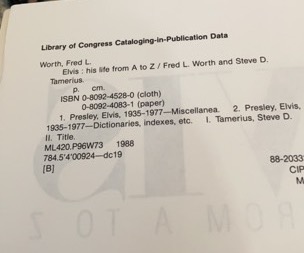 Library of Congress Cataloging-in-Publication Data
Worth, Fred L.
Elvis : his life from A to Z / Fred L. Worth and Steve D.
Tamerius.
p. cm.
ISBN 0-8092-4528-0 (cloth)
0-8092-4083-1 (paper)
1. Presley, Elvis, 1935-1977—Miscellanea. 2. Presley, Elvis,
1935-1977—Dictionaries, indexes, etc. I. Tamerius, Steve D.
II. Title.
ML420.P96W73 1988
784.5'4'00924—dc19
[B]
88-2033
CIP
M